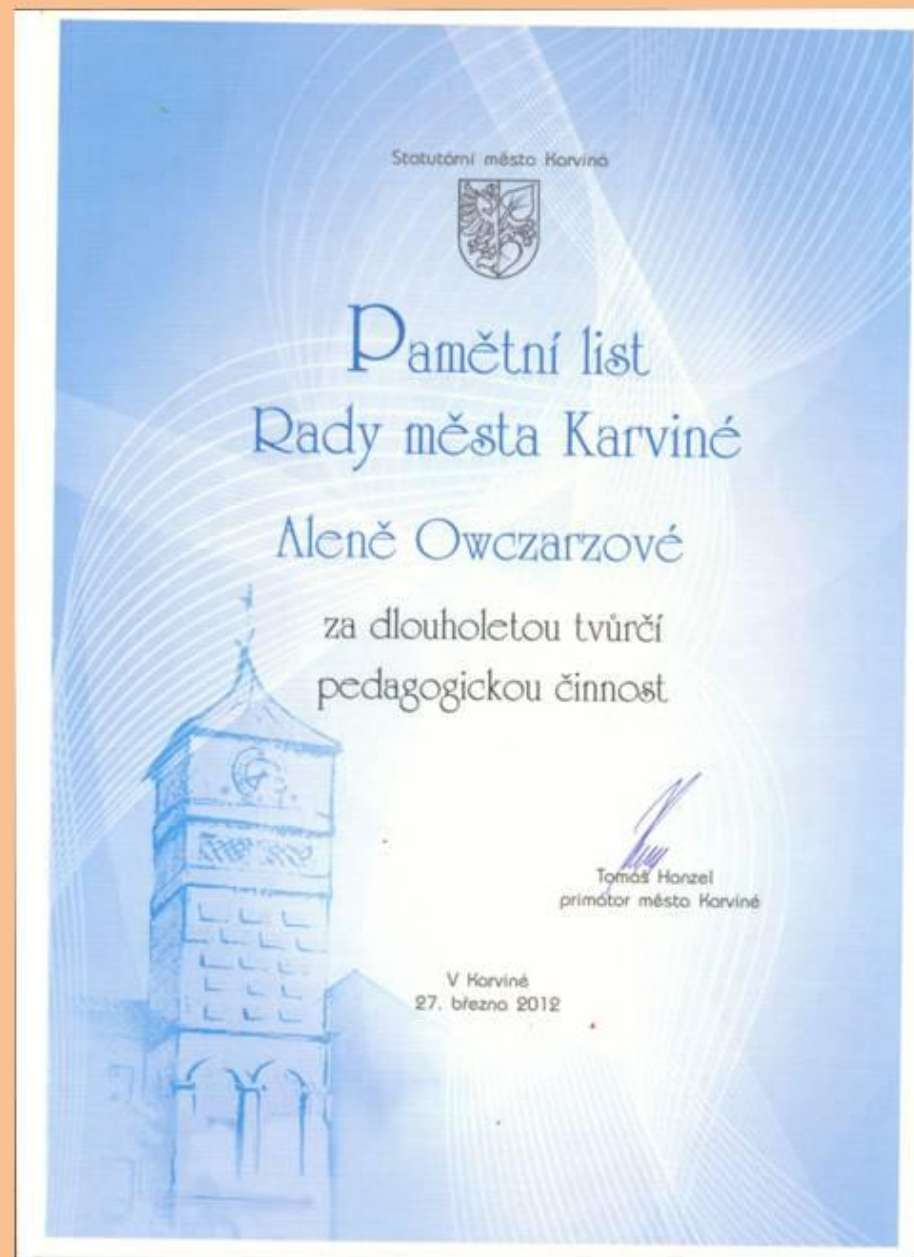 Statutární město Karviná
Pamětní list
Rady města Karviné
Aleně Owczarzové
za dlouholetou tvůrčí
pedagogickou činnost
Tomáš Hanzel
primátor města Karviné
V Karviné
27. března 2012